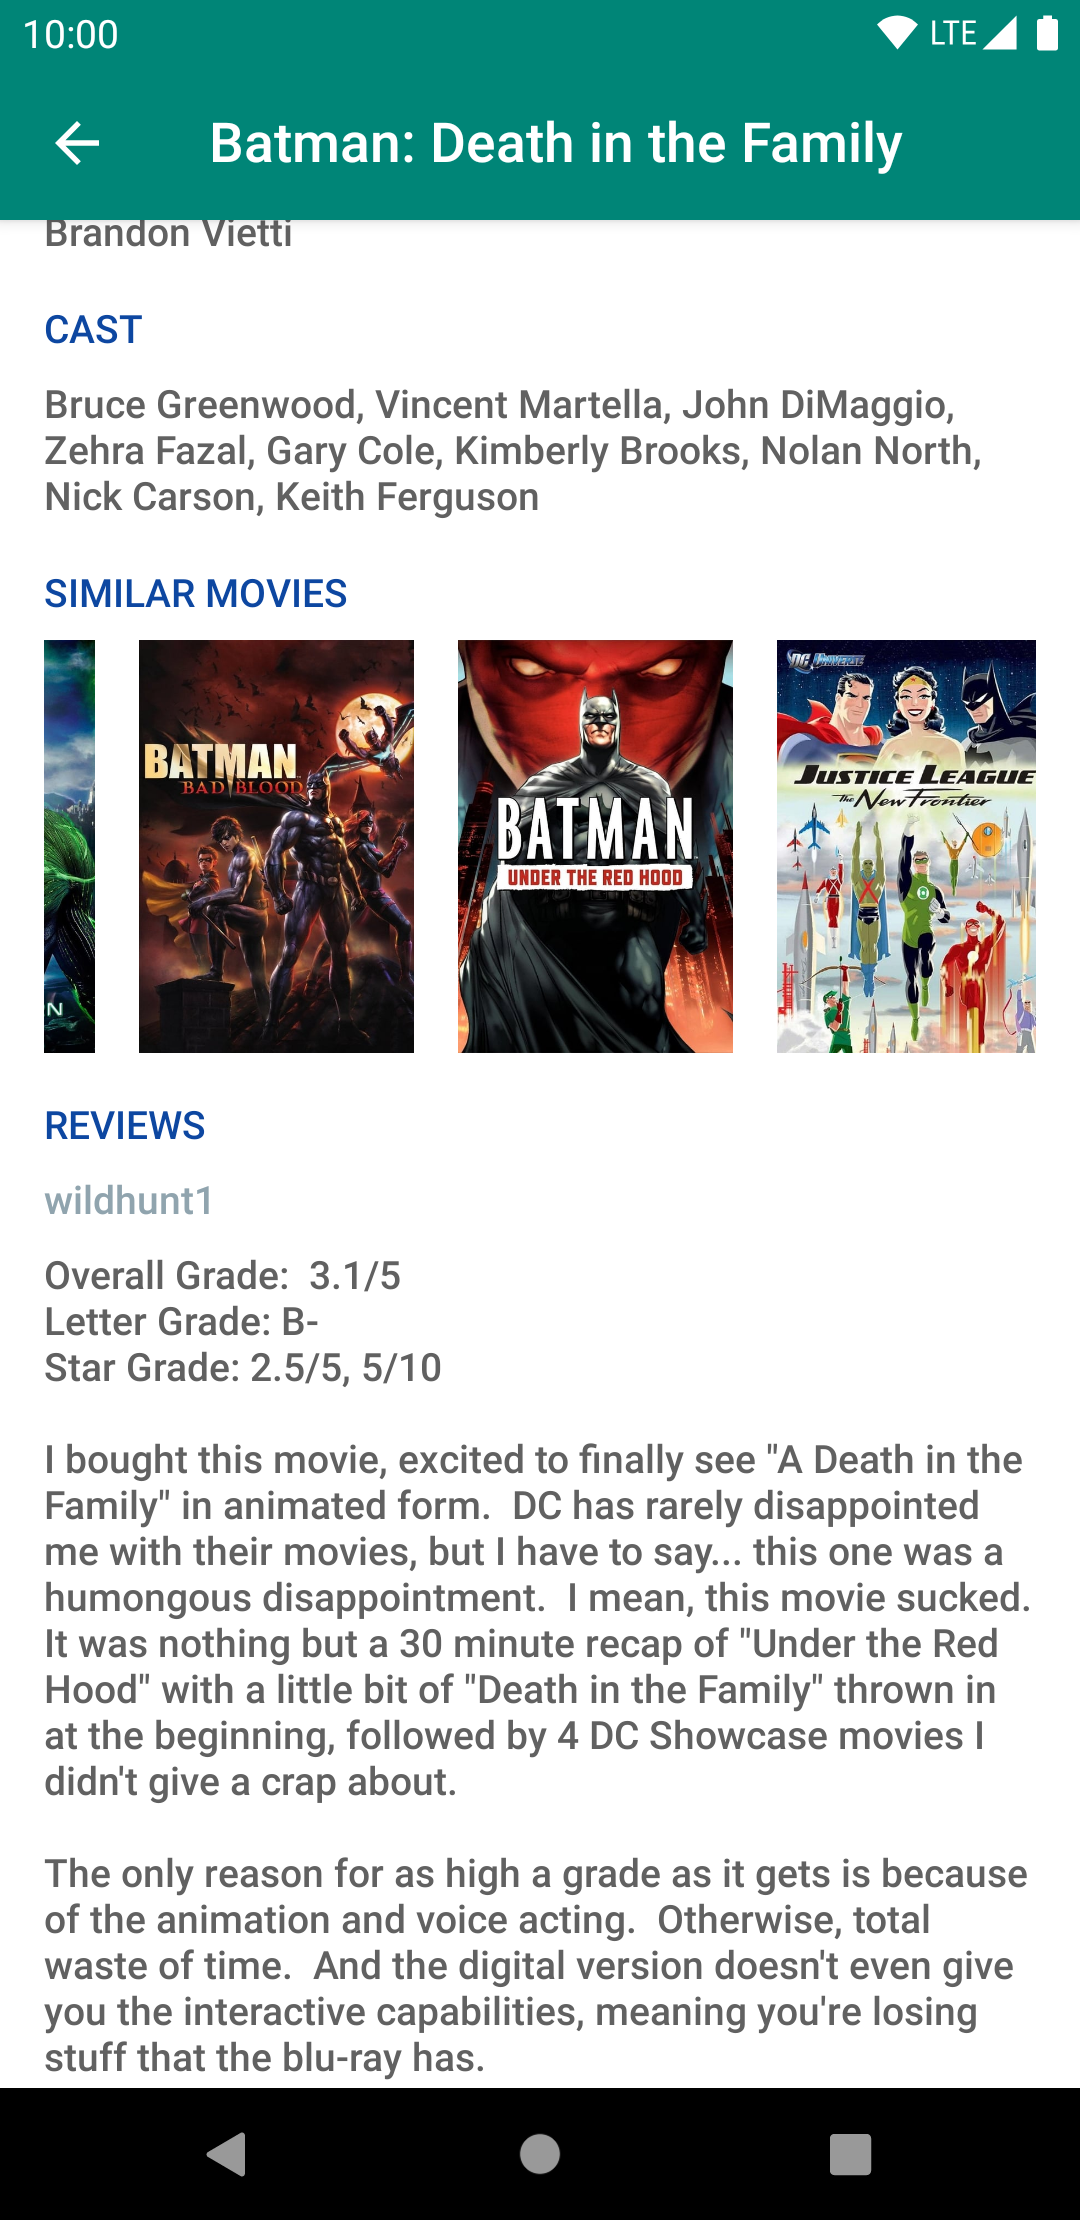 10:00
LTE
Batman: Death in the Family
Brandon Vietti
CAST
Bruce Greenwood, Vincent Martella, John DiMaggio,
Zehra Fazal, Gary Cole, Kimberly Brooks, Nolan North,
Nick Carson, Keith Ferguson
SIMILAR MOVIES
N
BATMAN
BAD BLOOD
BATMAN
UNDER THE RED HOOD
DC UNIVERSE
JUSTICE LEAGUE
The New Frontier
REVIEWS
wildhunt1
Overall Grade:  3.1/5
Letter Grade: B-
Star Grade: 2.5/5, 5/10
I bought this movie, excited to finally see "A Death in the
Family" in animated form.  DC has rarely disappointed
me with their movies, but I have to say... this one was a
humongous disappointment.  I mean, this movie sucked.
It was nothing but a 30 minute recap of "Under the Red
Hood" with a little bit of "Death in the Family" thrown in
at the beginning, followed by 4 DC Showcase movies I
didn't give a crap about.
The only reason for as high a grade as it gets is because
of the animation and voice acting.  Otherwise, total
waste of time.  And the digital version doesn't even give
you the interactive capabilities, meaning you're losing
stuff that the blu-ray has.